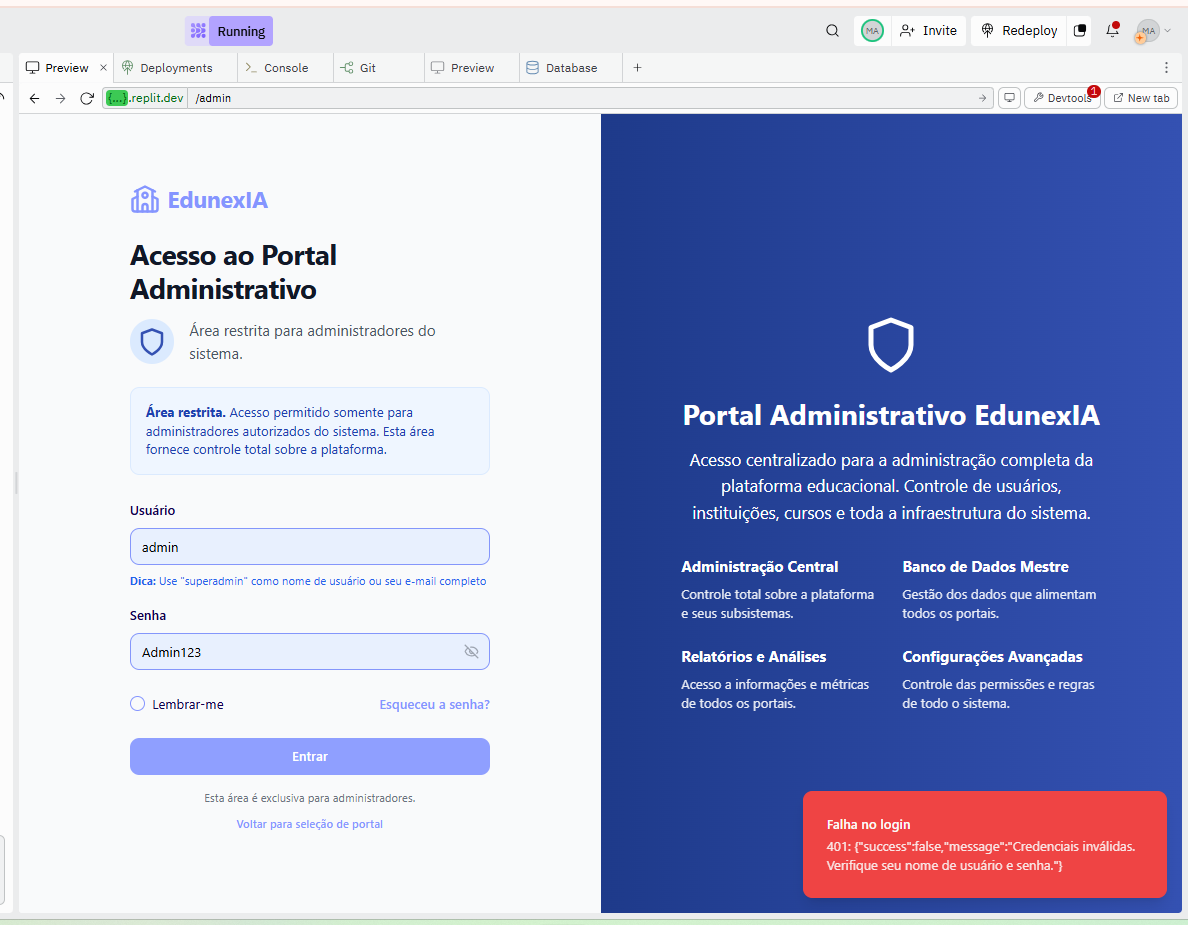 Running
MA
Invite
Redeploy
MA
Preview
Deployments
Console
Git
Preview
Database
{...}.replit.dev
/admin
Devtools
1
New tab
EdunexIA
Acesso ao Portal
Administrativo
Área restrita para administradores do
sistema.
Área restrita. Acesso permitido somente para
administradores autorizados do sistema. Esta área
fornece controle total sobre a plataforma.
Usuário
admin
Dica: Use "superadmin" como nome de usuário ou seu e-mail completo
Senha
Admin123
Lembrar-me
Esqueceu a senha?
Entrar
Esta área é exclusiva para administradores.
Voltar para seleção de portal
Portal Administrativo EdunexIA
Acesso centralizado para a administração completa da
plataforma educacional. Controle de usuários,
instituições, cursos e toda a infraestrutura do sistema.
Administração Central
Controle total sobre a plataforma
e seus subsistemas.
Banco de Dados Mestre
Gestão dos dados que alimentam
todos os portais.
Relatórios e Análises
Acesso a informações e métricas
de todos os portais.
Configurações Avançadas
Controle das permissões e regras
de todo o sistema.
Falha no login
401: {"success":false,"message":"Credenciais inválidas.
Verifique seu nome de usuário e senha."}